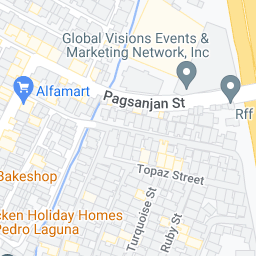 Global Visions Events &
Marketing Network, Inc
Alfamart
Pagsanjan St
Rff
Topaz Street
Bakeshop
cken Holiday Homes
Pedro Laguna
Turquoise St
Ruby St